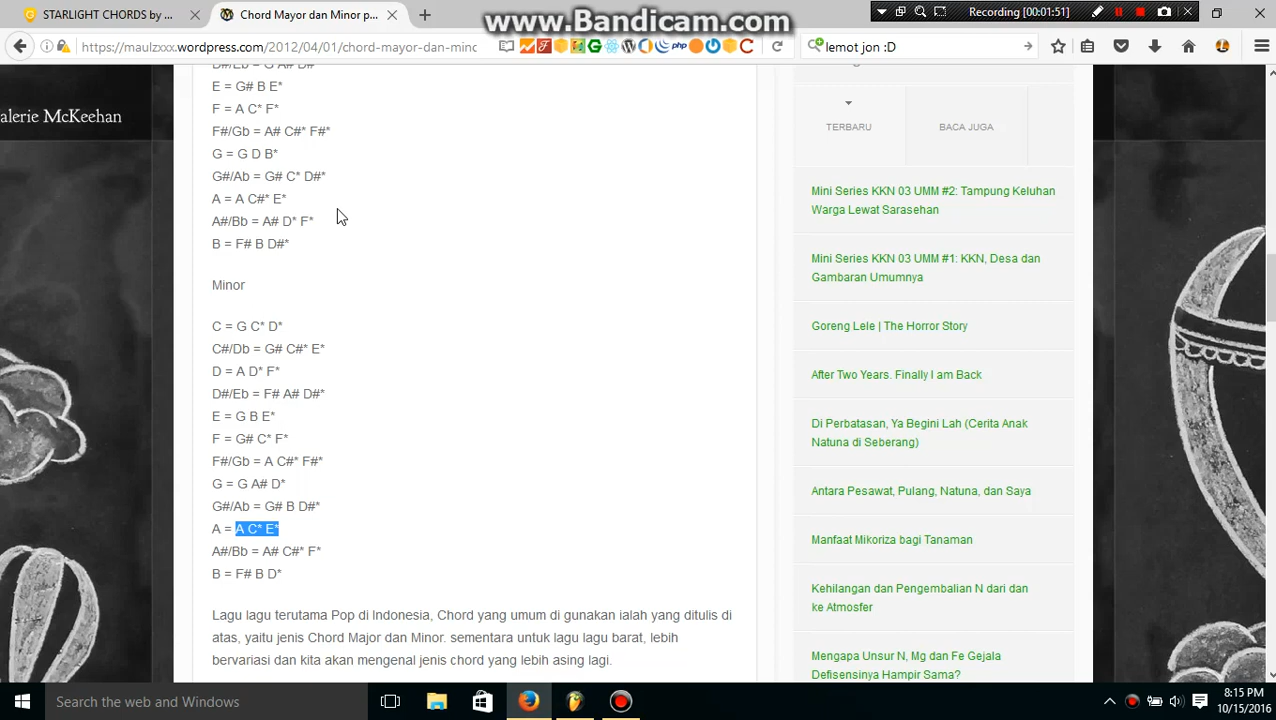 STARLIGHT CHORDS by ...
Chord Mayor dan Minor p...
www.Bandicam.com
Recording [00:01:51]
https://maulzxx.wordpress.com/2012/04/01/chord-mayor-dan-minc
php
lemot jon :D
alerie McKeehan
D#/Eb = G A# D#*
E = G# B E*
F = A C* F*
F#/Gb = A# C#* F#*
G = G D B*
G#/Ab = G# C* D#*
A = A C#* E*
A#/Bb = A# D* F*
B = F# B D#*
Minor
C = G C* D*
C#/Db = G# C#* E*
D = A D* F*
D#/Eb = F# A# D#*
E = G B E*
F = G# C* F*
F#/Gb = A C#* F#*
G = G A# D*
G#/Ab = G# B D#*
A = A C* E*
A#/Bb = A# C#* F*
B = F# B D*
Lagu lagu terutama Pop di Indonesia, Chord yang umum di gunakan ialah yang ditulis di
atas, yaitu jenis Chord Major dan Minor. sementara untuk lagu lagu barat, lebih
bervariasi dan kita akan mengenal jenis chord yang lebih asing lagi.
TERBARU
BACA JUGA
Mini Series KKN 03 UMM #2: Tampung Keluhan
Warga Lewat Sarasehan
Mini Series KKN 03 UMM #1: KKN, Desa dan
Gambaran Umumnya
Goreng Lele | The Horror Story
After Two Years. Finally I am Back
Di Perbatasan, Ya Begini Lah (Cerita Anak
Natuna di Seberang)
Antara Pesawat, Pulang, Natuna, dan Saya
Manfaat Mikoriza bagi Tanaman
Kehilangan dan Pengembalian N dari dan
ke Atmosfer
Mengapa Unsur N, Mg dan Fe Gejala
Defisensinya Hampir Sama?
Search the web and Windows
8:15 PM
10/15/2016